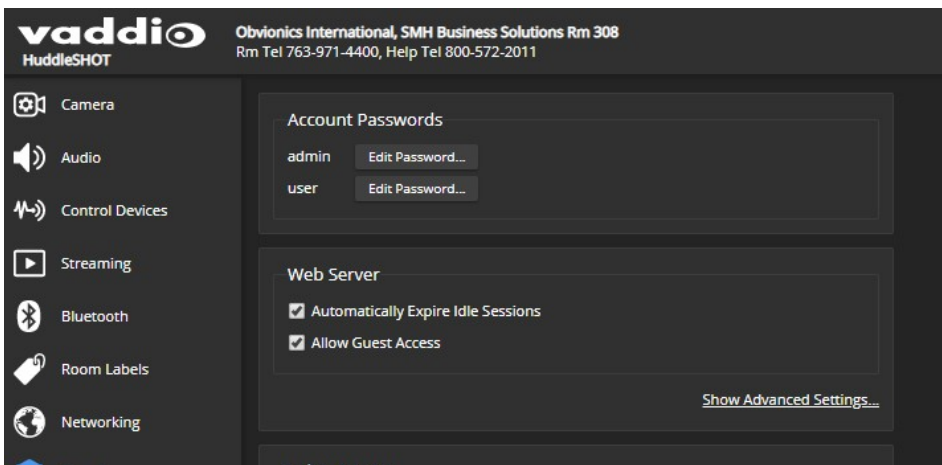 vaddio
HuddleSHOT
Obvionics International, SMH Business Solutions Rm 308
Rm Tel 763-971-4400, Help Tel 800-572-2011
Camera
Audio
Control Devices
Streaming
Bluetooth
Room Labels
Networking
Account Passwords
admin Edit Password...
user Edit Password...
Web Server
Automatically Expire Idle Sessions
Allow Guest Access
Show Advanced Settings...